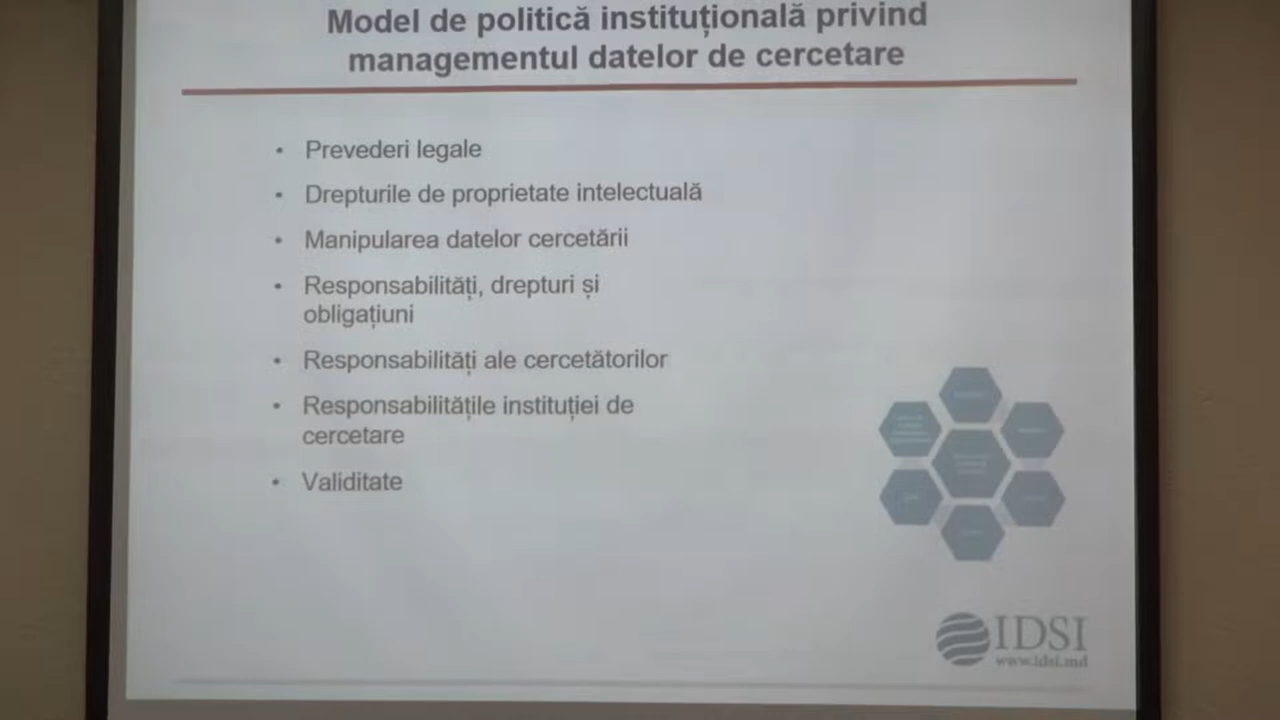 Model de politică instituțională privind
managementul datelor de cercetare
• Prevederi legale
• Drepturile de proprietate intelectuală
• Manipularea datelor cercetării
• Responsabilități, drepturi și
obligațiuni
• Responsabilități ale cercetătorilor
• Responsabilitățile instituției de
cercetare
• Validitate
IDSI
www.idsi.md